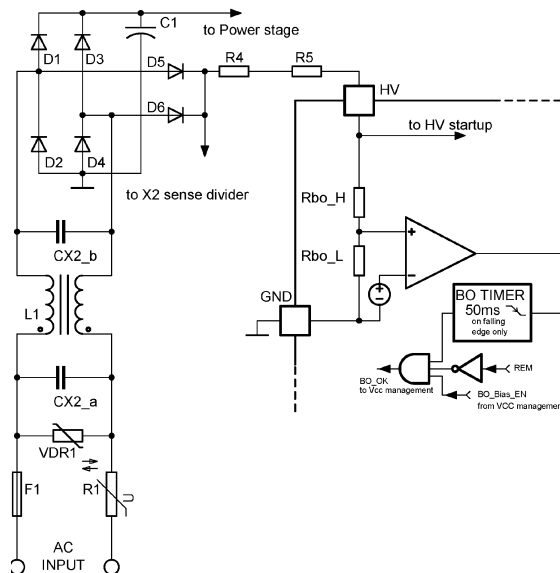 C1
to Power stage
D1
D3
D5
R4
R5
HV
D6
to HV startup
D2
D4
to X2 sense divider
Rbo_H
CX2_b
Rbo_L
+
−
L1
GND
+
BO TIMER
50ms
on falling
edge only
BO_OK
to Vcc management
REM
BO_Bias_EN
from VCC management
CX2_a
VDR1
F1
R1
U
AC
INPUT